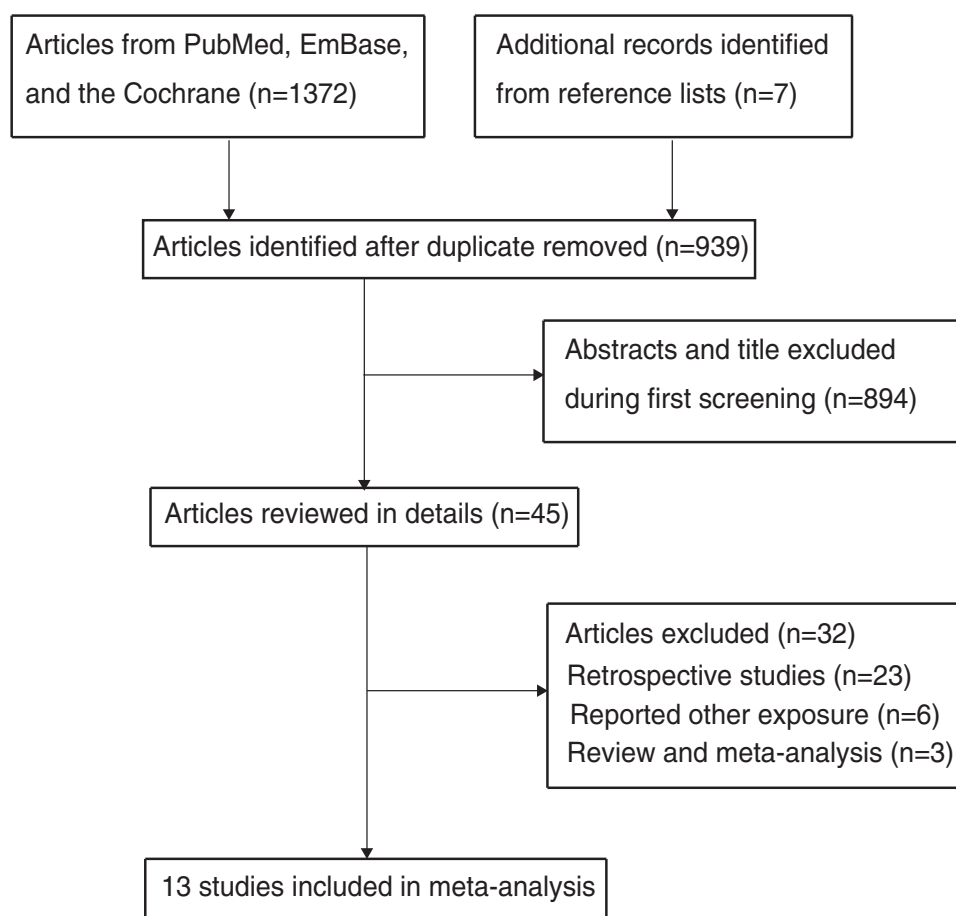 Articles from PubMed, EmBase,
and the Cochrane (n=1372)
Additional records identified
from reference lists (n=7)
Articles identified after duplicate removed (n=939)
Abstracts and title excluded
during first screening (n=894)
Articles reviewed in details (n=45)
Articles excluded (n=32)
Retrospective studies (n=23)
Reported other exposure (n=6)
Review and meta-analysis (n=3)
13 studies included in meta-analysis